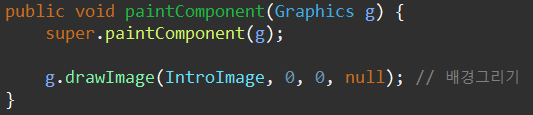 public void paintComponent(Graphics g) {
    super.paintComponent(g);

    g.drawImage(IntroImage, 0, 0, null); // 배경그리기
}